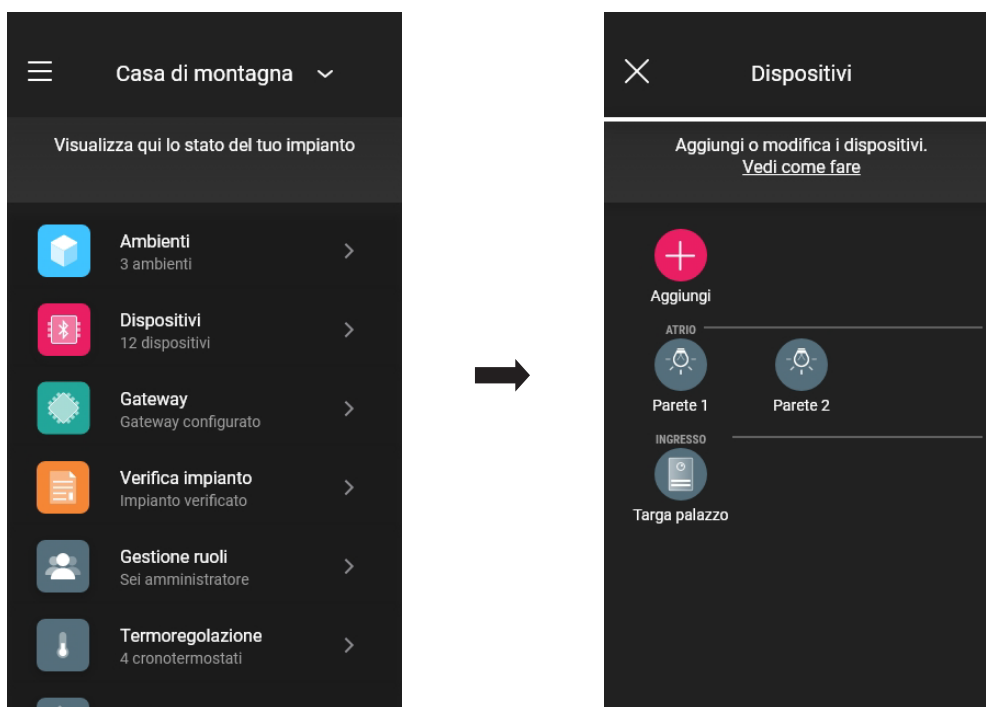 Casa di montagna
Visualizza qui lo stato del tuo impianto
Ambienti
3 ambienti
Dispositivi
12 dispositivi
Gateway
Gateway configurato
Verifica impianto
Impianto verificato
Gestione ruoli
Sei amministratore
Termoregolazione
4 cronotermostati
Dispositivi
Aggiungi o modifica i dispositivi.
Vedi come fare
Aggiungi
ATRIO
Parete 1
Parete 2
INGRESSO
Targa palazzo